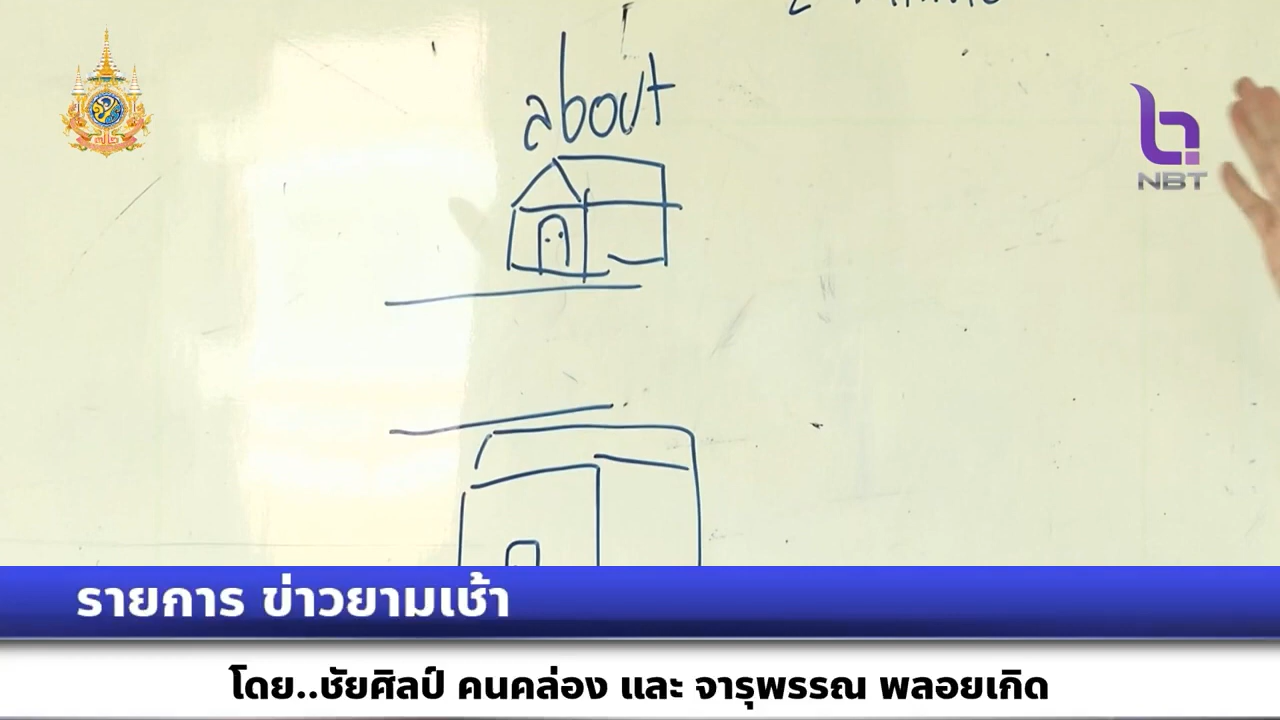 about
NBT
รายการ ข่าวยามเช้า
โดย..ชัยศิลป์ คนคล่อง และ จารุพรรณ พลอยเกิด